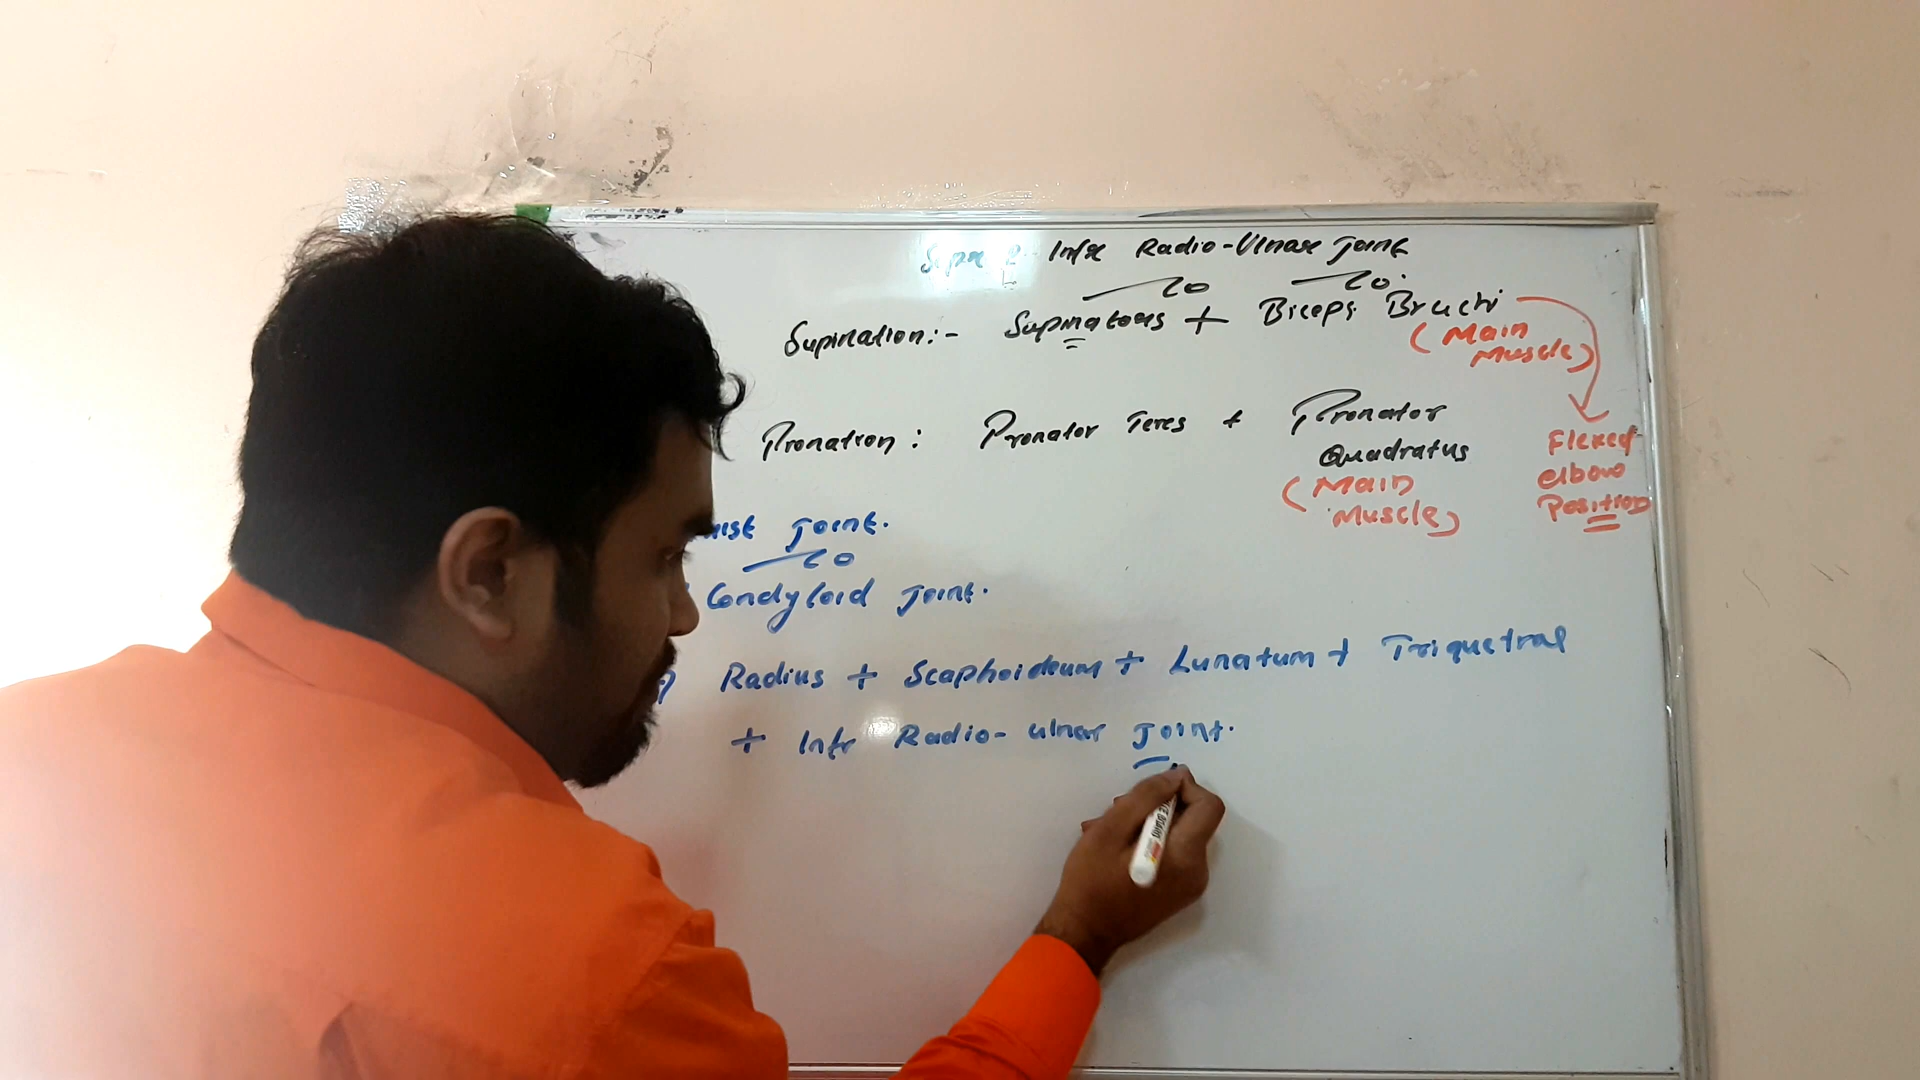 Supr & Infr Radio-Ulnar Joint
Supination:- Supinatous + Biceps Brachi
(Main
Muscle)
Pronation: Pronator Teres + Pronator
Quadratus
(Main
Muscle)
Flexed
elbow
Position
Joint.
Condyloid Joint.
Radius + Scaphoideum + Lunatum + Triquetral
+ Infr Radio-ulnar Joint.